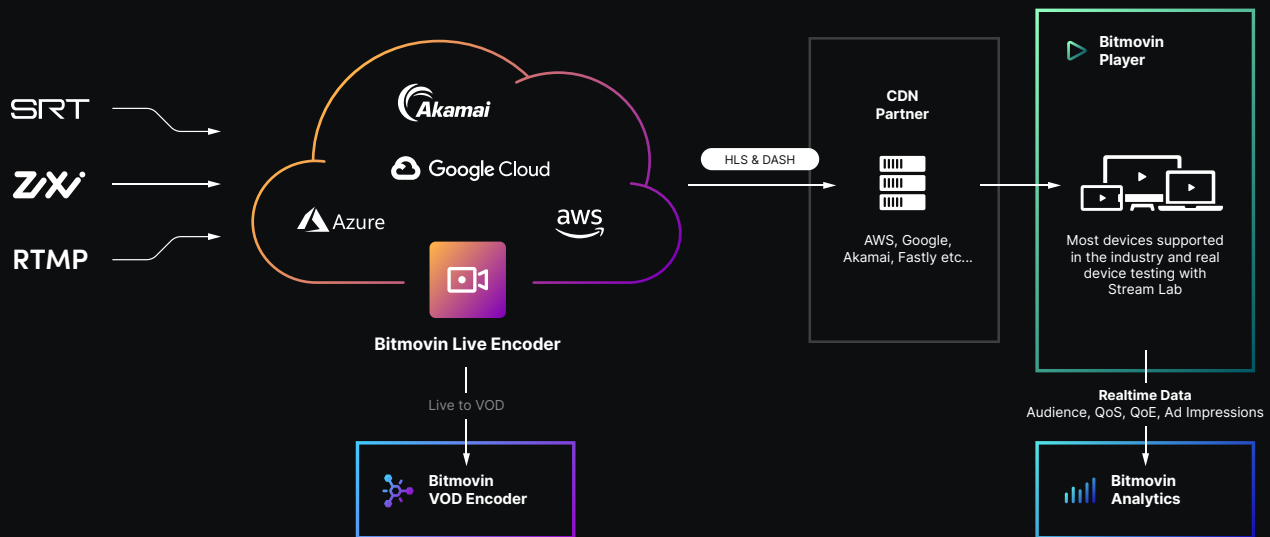 SRT
Zixi
RTMP
Akamai
Google Cloud
Azure
aws
Bitmovin Live Encoder
Live to VOD
Bitmovin
VOD Encoder
HLS & DASH
CDN
Partner
AWS, Google,
Akamai, Fastly etc...
Bitmovin
Player
Most devices supported
in the industry and real
device testing with
Stream Lab
Realtime Data
Audience, QoS, QoE, Ad Impressions
Bitmovin
Analytics